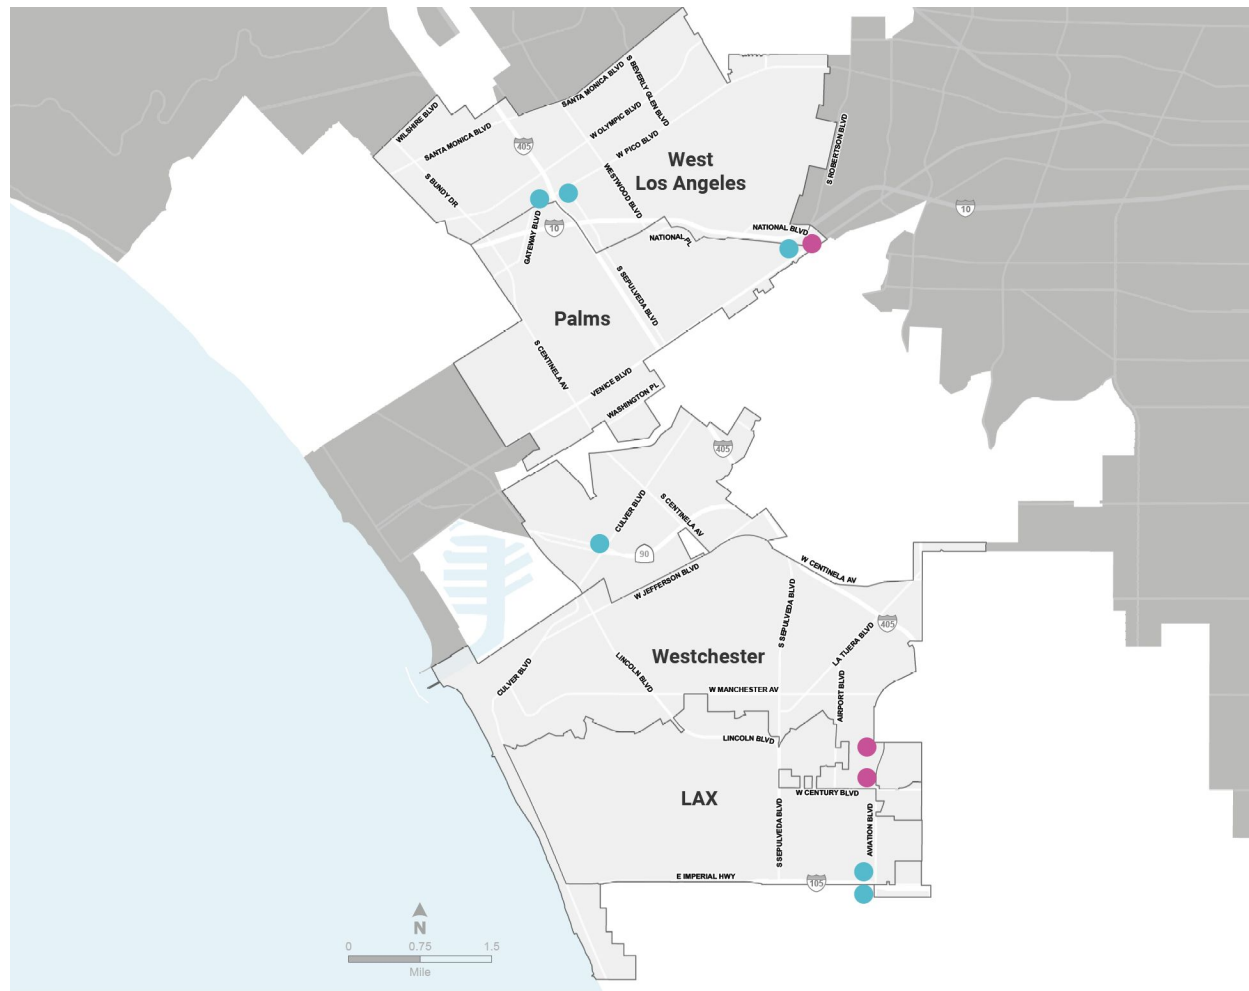 S BEVERLY GLEN BLVD
SANTA MONICA BLVD
WILSHIRE BLVD
W OLYMPIC BLVD
SANTA MONICA BLVD
W PICO BLVD
405
S ROBERTSON BLVD
West
Los Angeles
S BUNDY DR
WESTWOOD BLVD
10
GATEWAY BLVD
10
NATIONAL BLVD
NATIONAL PL
S SEPULVEDA BLVD
Palms
S CENTINELA AV
VENICE BLVD
WASHINGTON PL
405
CULVER BLVD
S CENTINELA AV
90
W JEFFERSON BLVD
W CENTINELA AV
S SEPULVEDA BLVD
405
LA TIJERA BLVD
Westchester
CULVER BLVD
LINCOLN BLVD
W MANCHESTER AV
AIRPORT BLVD
LINCOLN BLVD
LAX
W CENTURY BLVD
S SEPULVEDA BLVD
AVIATION BLVD
E IMPERIAL HWY
105
N
0 0.75 1.5
Mile